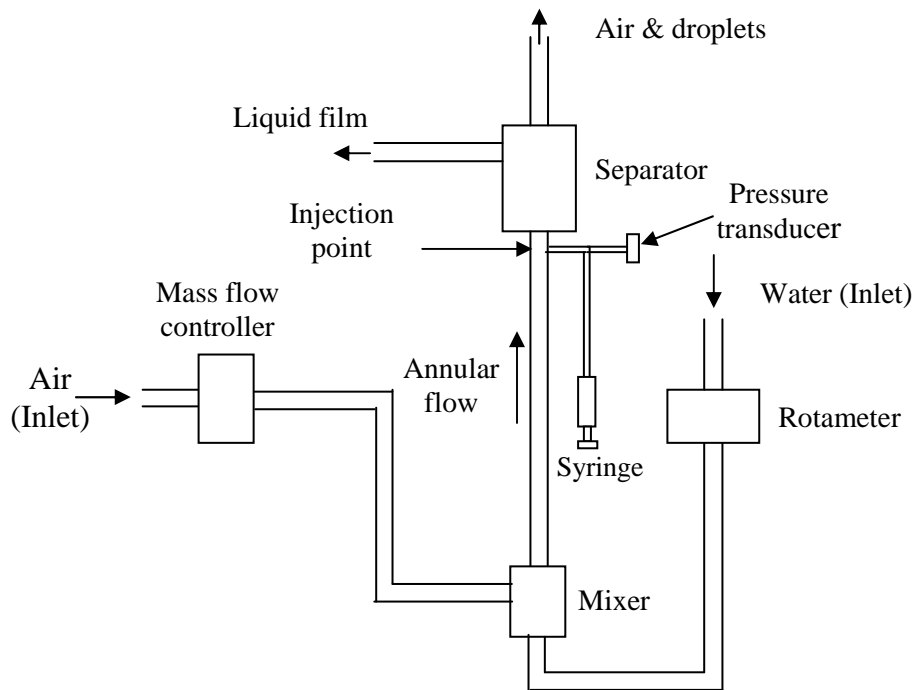 Air & droplets
Liquid film
Separator
Pressure
transducer
Injection
point
Water (Inlet)
Mass flow
controller
Air
(Inlet)
Annular
flow
Rotameter
Syringe
Mixer